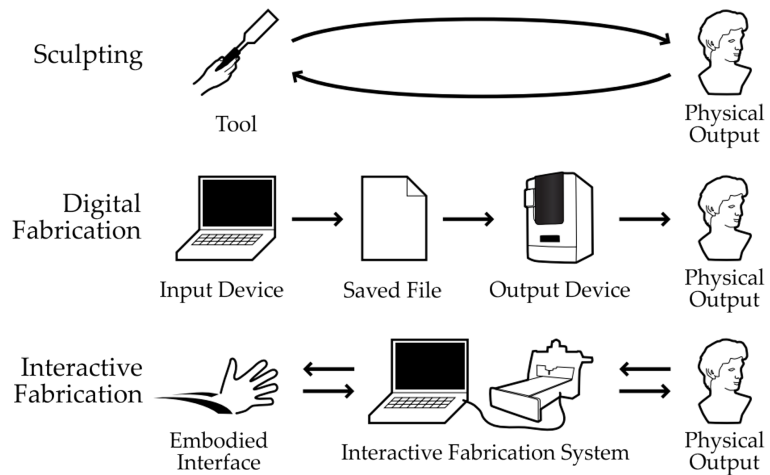 Sculpting
Tool
Physical
Output
Digital
Fabrication
Input Device
Saved File
Output Device
Physical
Output
Interactive
Fabrication
Embodied
Interface
Interactive Fabrication System
Physical
Output